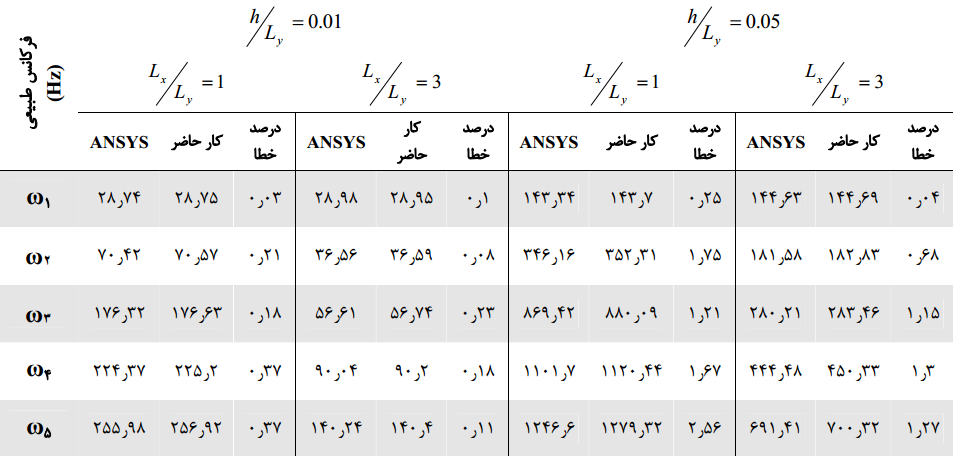 h/L_y = 0.01 h/L_y = 0.05
فرکانس طبیعی (Hz)
L_x/L_y = 1 L_x/L_y = 3 L_x/L_y = 1 L_x/L_y = 3
ANSYS کار حاضر درصد خطا ANSYS کار حاضر درصد خطا ANSYS کار حاضر درصد خطا ANSYS کار حاضر درصد خطا
ω۱ ۲۸٫۷۴ ۲۸٫۷۵ ۰٫۰۳ ۲۸٫۹۸ ۲۸٫۹۵ ۰٫۱ ۱۴۳٫۳۴ ۱۴۳٫۷ ۰٫۲۵ ۱۴۴٫۶۳ ۱۴۴٫۶۹ ۰٫۰۴
ω۲ ۷۰٫۴۲ ۷۰٫۵۷ ۰٫۲۱ ۳۶٫۵۶ ۳۶٫۵۹ ۰٫۰۸ ۳۴۶٫۱۶ ۳۵۲٫۳۱ ۱٫۷۵ ۱۸۱٫۵۸ ۱۸۲٫۸۳ ۰٫۶۸
ω۳ ۱۷۶٫۳۲ ۱۷۶٫۶۳ ۰٫۱۸ ۵۶٫۶۱ ۵۶٫۷۴ ۰٫۲۳ ۸۶۹٫۴۲ ۸۸۰٫۰۹ ۱٫۲۱ ۲۸۰٫۲۱ ۲۸۳٫۴۶ ۱٫۱۵
ω۴ ۲۲۴٫۳۷ ۲۲۵٫۲ ۰٫۳۷ ۹۰٫۰۴ ۹۰٫۲ ۰٫۱۸ ۱۱۰۱٫۷ ۱۱۲۰٫۴۴ ۱٫۶۷ ۴۴۴٫۴۸ ۴۵۰٫۳۳ ۱٫۳
ω۵ ۲۵۵٫۹۸ ۲۵۶٫۹۲ ۰٫۳۷ ۱۴۰٫۲۴ ۱۴۰٫۴ ۰٫۱۱ ۱۲۴۶٫۶ ۱۲۷۹٫۳۲ ۲٫۵۶ ۶۹۱٫۴۱ ۷۰۰٫۳۲ ۱٫۲۷